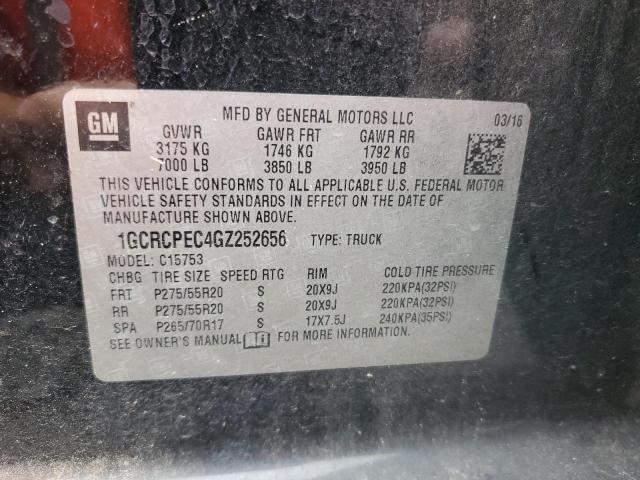 GM
MFD BY GENERAL MOTORS LLC 03/16
GVWR GAWR FRT GAWR RR
3175 KG 1746 KG 1792 KG
7000 LB 3850 LB 3950 LB
THIS VEHICLE CONFORMS TO ALL APPLICABLE U.S. FEDERAL MOTOR
VEHICLE SAFETY STANDARDS IN EFFECT ON THE DATE OF
MANUFACTURE SHOWN ABOVE.
1GCRCPEC4GZ252656 TYPE: TRUCK
MODEL: C15753
CHBG TIRE SIZE SPEED RTG RIM COLD TIRE PRESSURE
FRT P275/55R20 S 20X9J 220KPA(32PSI)
RR P275/55R20 S 20X9J 220KPA(32PSI)
SPA P265/70R17 S 17X7.5J 240KPA(35PSI)
SEE OWNER'S MANUAL FOR MORE INFORMATION.